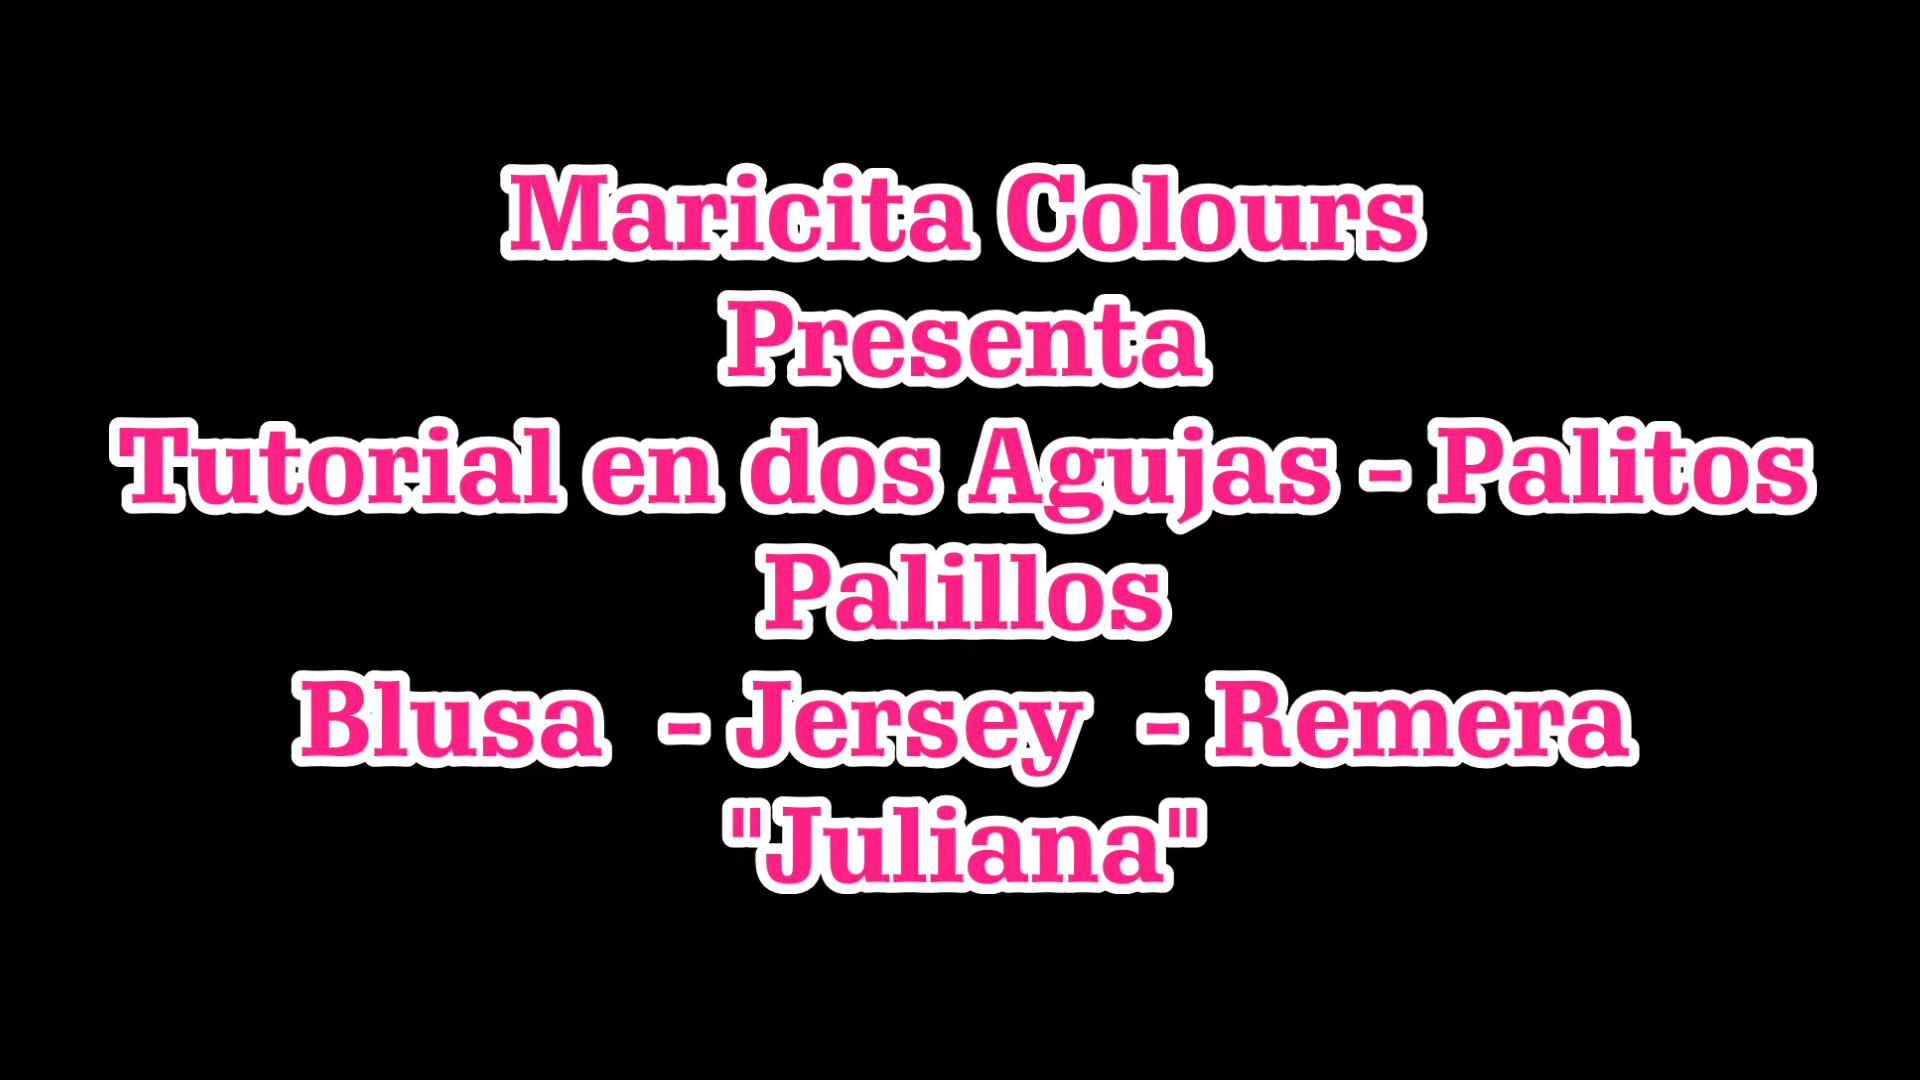 Maricita Colours
Presenta
Tutorial en dos Agujas - Palitos
Palillos
Blusa - Jersey - Remera
"Juliana"